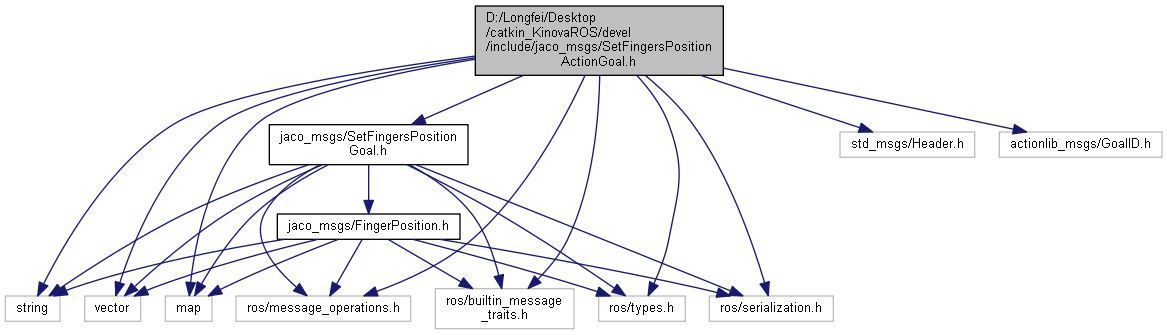 D:/Longfei/Desktop
/catkin_KinovaROS/devel
/include/jaco_msgs/SetFingersPosition
ActionGoal.h
jaco_msgs/SetFingersPosition
Goal.h
std_msgs/Header.h
actionlib_msgs/GoalID.h
jaco_msgs/FingerPosition.h
string
vector
map
ros/message_operations.h
ros/builtin_message
_traits.h
ros/types.h
ros/serialization.h